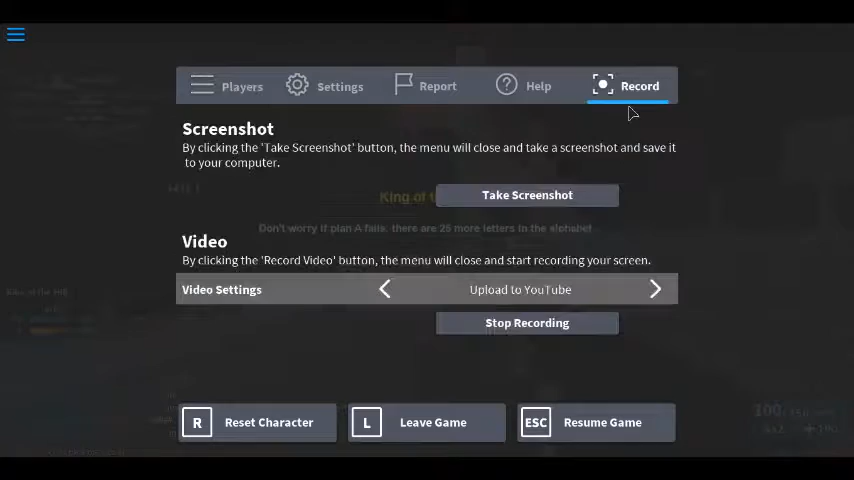 Players Settings Report Help Record
Screenshot
By clicking the 'Take Screenshot' button, the menu will close and take a screenshot and save it
to your computer.
King of t
Take Screenshot
Don't worry if plan A fails, there are 25 more letters in the alphabet
Video
By clicking the 'Record Video' button, the menu will close and start recording your screen.
Video Settings
Upload to YouTube
Stop Recording
R Reset Character
L Leave Game
ESC Resume Game
100